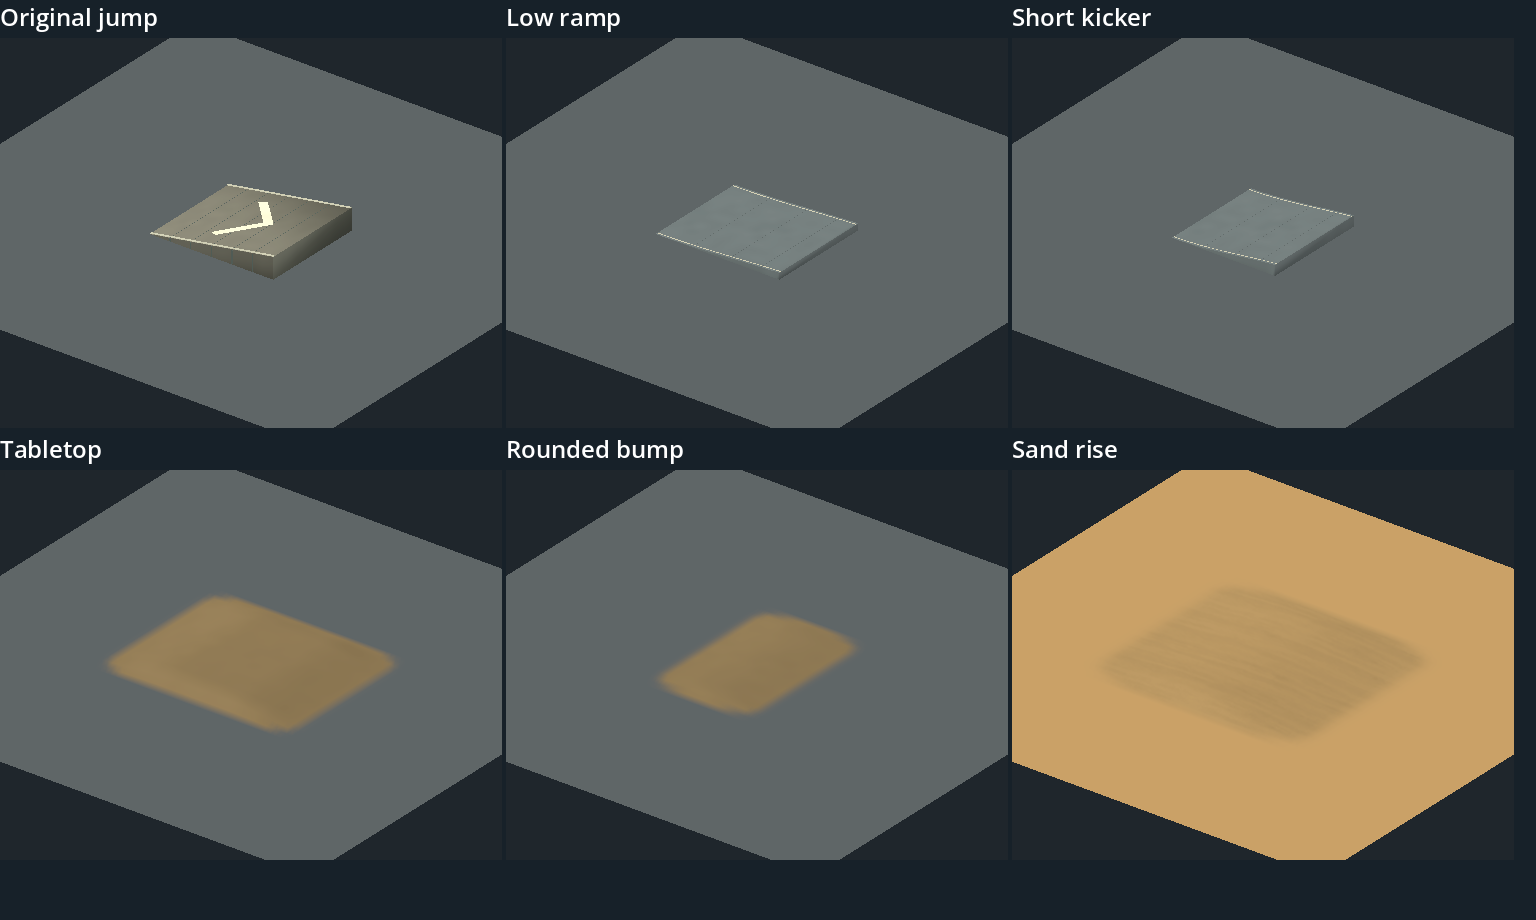 Original jump
Low ramp
Short kicker
Tabletop
Rounded bump
Sand rise